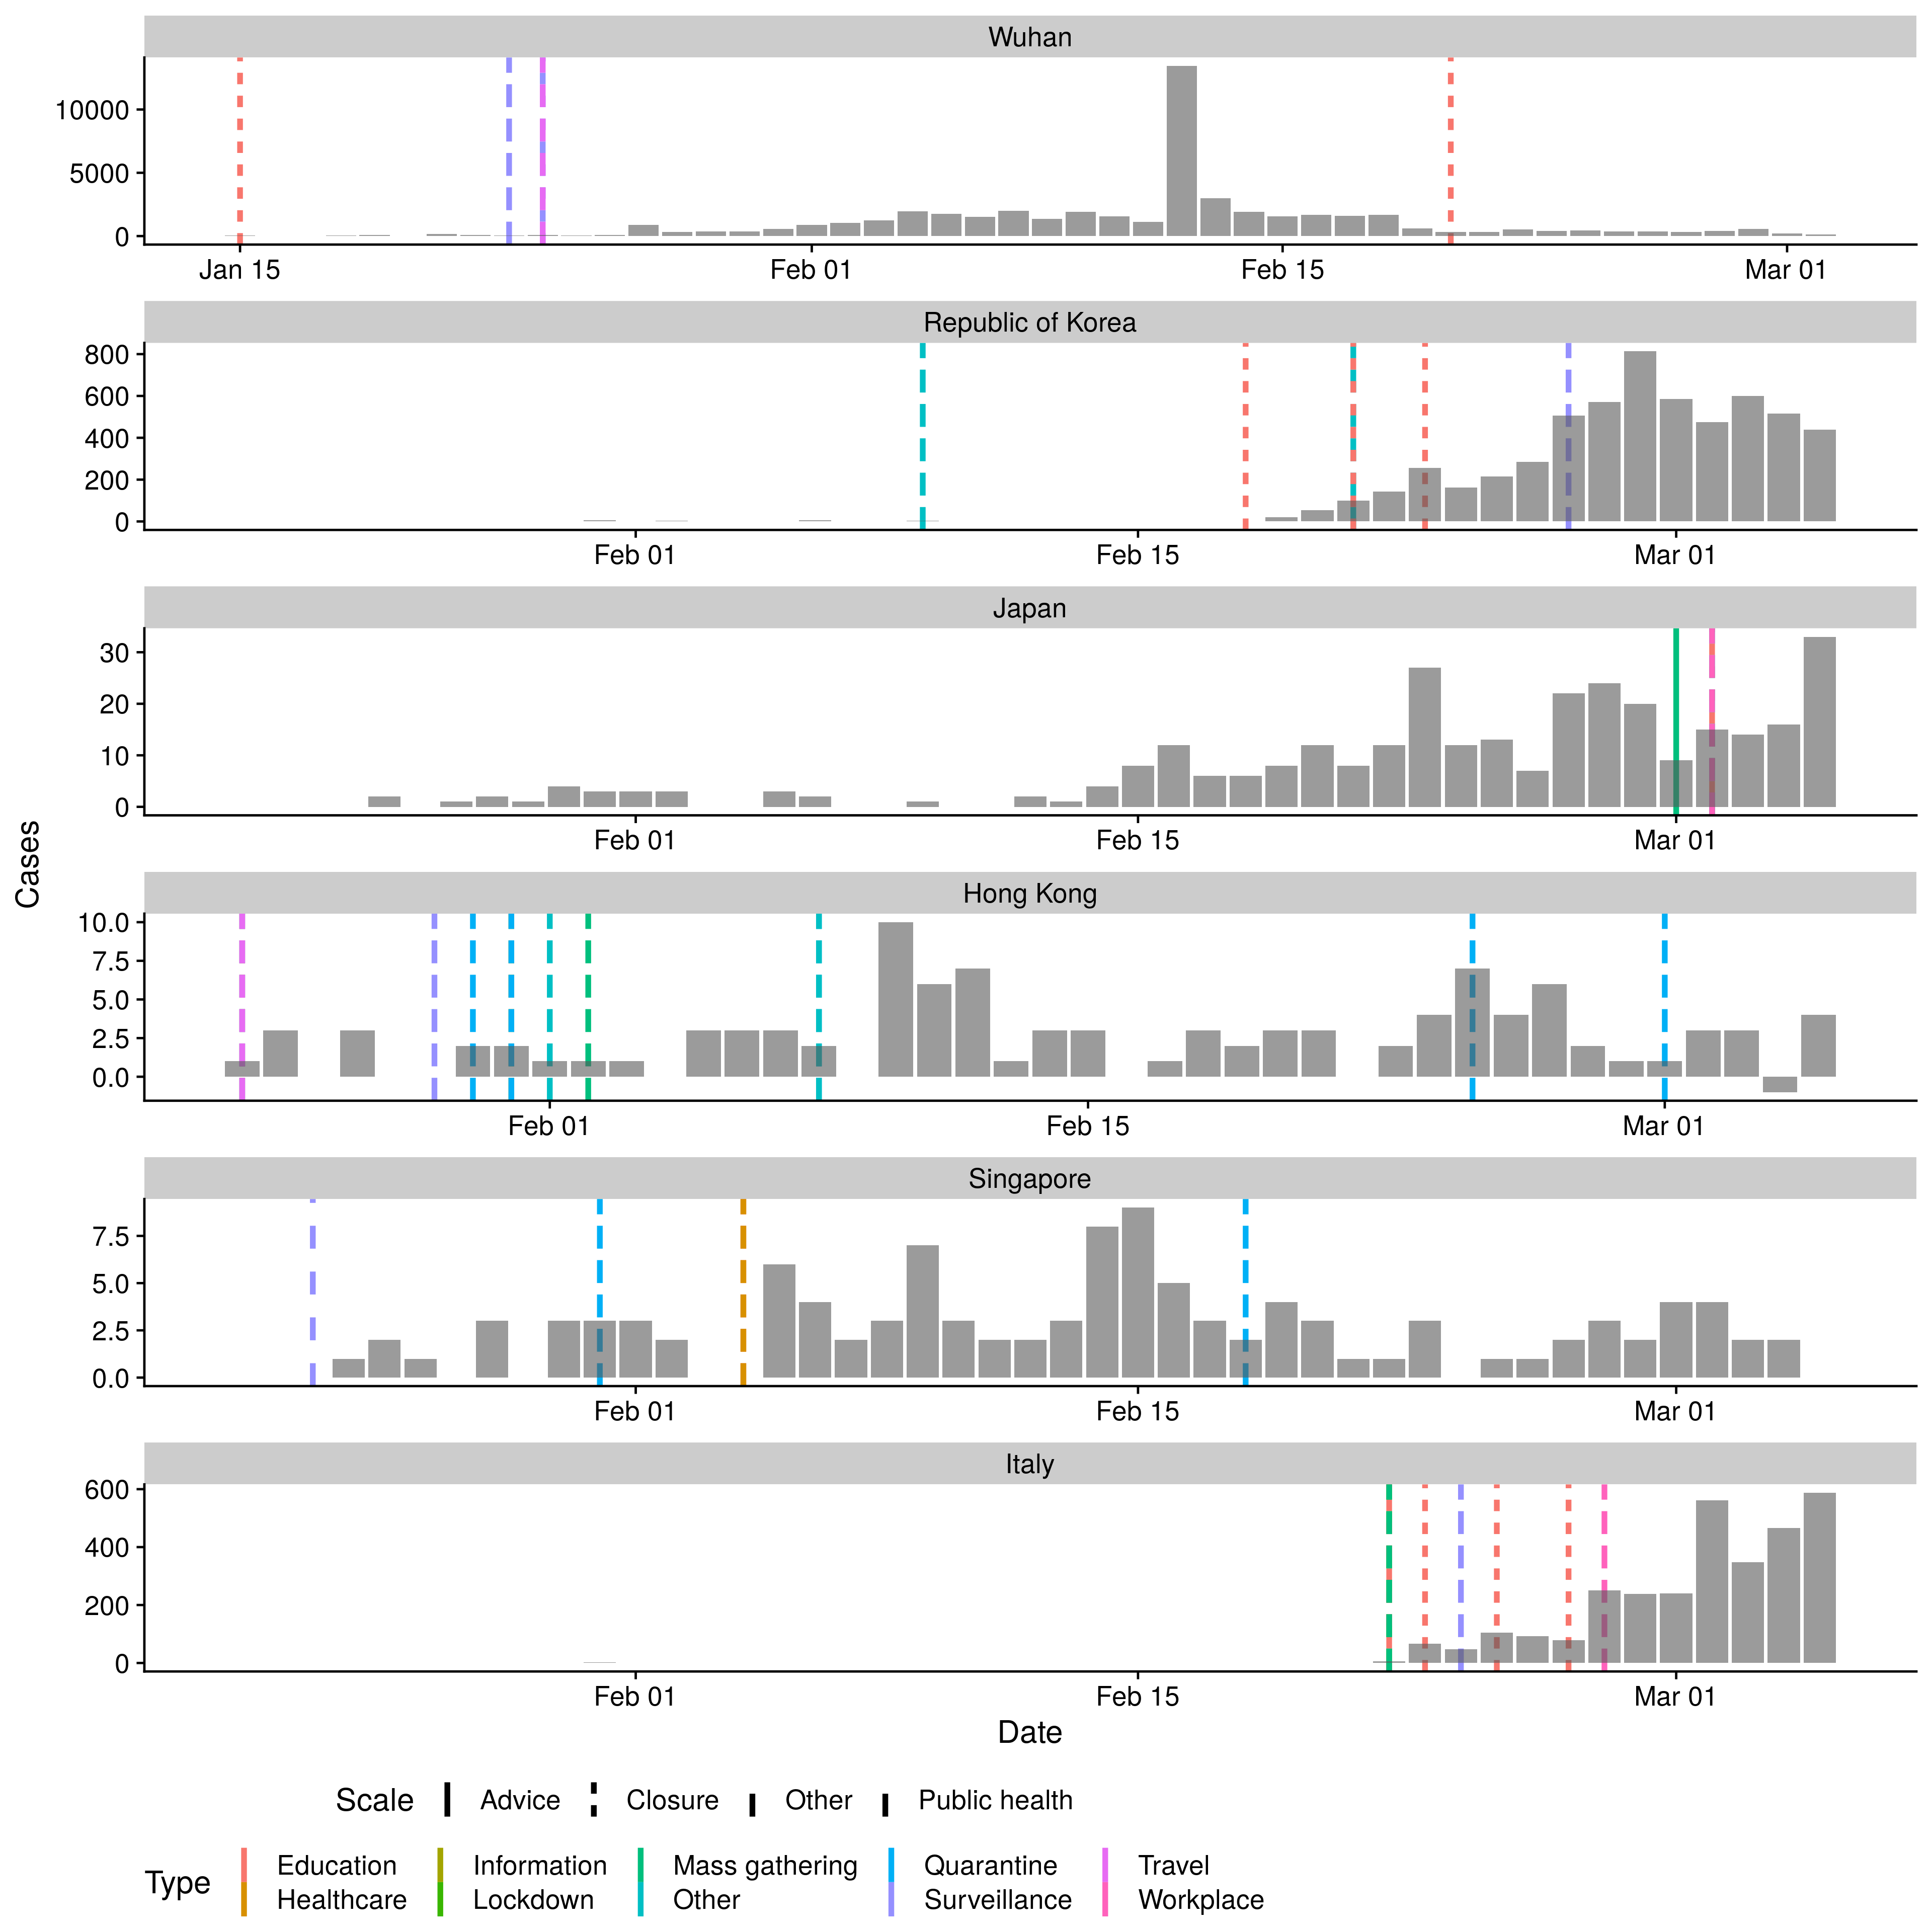 Wuhan
10000
5000
0
Jan 15 Feb 01 Feb 15 Mar 01
Republic of Korea
800
600
400
200
0
Feb 01 Feb 15 Mar 01
Japan
30
20
10
0
Feb 01 Feb 15 Mar 01
Cases
Hong Kong
10.0
7.5
5.0
2.5
0.0
Feb 01 Feb 15 Mar 01
Singapore
7.5
5.0
2.5
0.0
Feb 01 Feb 15 Mar 01
Italy
600
400
200
0
Feb 01 Feb 15 Mar 01
Date
Scale Advice Closure Other Public health
Type Education Information Mass gathering Quarantine Travel
Healthcare Lockdown Other Surveillance Workplace